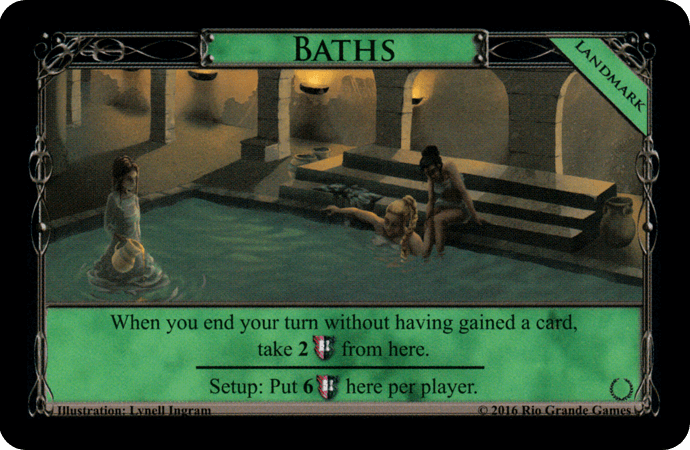 BATHS
LANDMARK
When you end your turn without having gained a card,
take 2 from here.
Setup: Put 6 here per player.
Illustration: Lynell Ingram
© 2016 Rio Grande Games